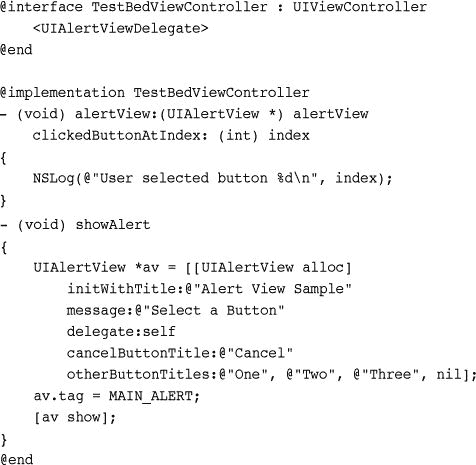 @interface TestBedViewController : UIViewController
    <UIAlertViewDelegate>
@end

@implementation TestBedViewController
- (void) alertView:(UIAlertView *) alertView
    clickedButtonAtIndex: (int) index
{
    NSLog(@"User selected button %d\n", index);
}
- (void) showAlert
{
    UIAlertView *av = [[UIAlertView alloc]
        initWithTitle:@"Alert View Sample"
        message:@"Select a Button"
        delegate:self
        cancelButtonTitle:@"Cancel"
        otherButtonTitles:@"One", @"Two", @"Three", nil];
    av.tag = MAIN_ALERT;
    [av show];
}
@end